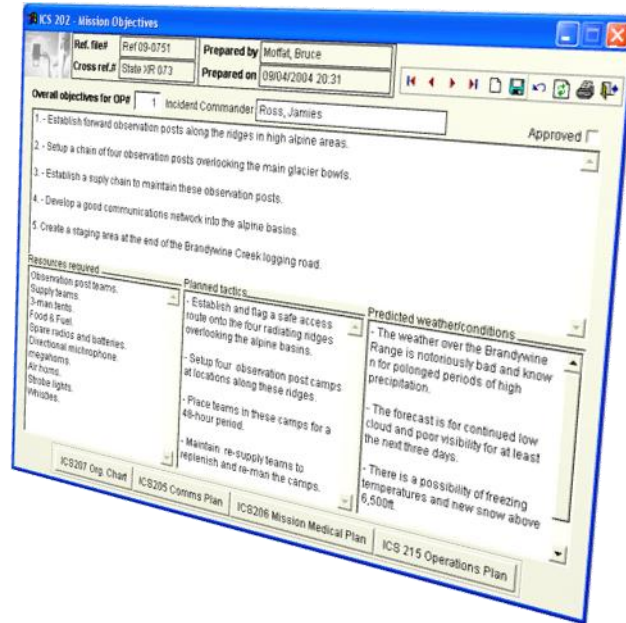 ICS 202 - Mission Objectives
Ref. file# Ref 09-0751 Prepared by Moffat, Bruce
Cross ref.# State XR 073 Prepared on 09/04/2004 20:31
Overall objectives for OP# 1 Incident Commander Ross, Jamies
Approved
1. - Establish forward observation posts along the ridges in high alpine areas.
2. - Setup a chain of four observation posts overlooking the main glacier bowls.
3. - Establish a suply chain to maintain these observation posts.
4. - Develop a good communications network into the alpine basins.
5. Create a staging area at the end of the Brandywine Creek logging road.
Resources required
Observation post teams.
Supply teams.
3-man tents.
Food & Fuel.
Spare radios and batteries.
Directional mictrophone.
megahorns.
Air horns.
Strobe lights.
Whistles.
Planned tactics
- Establish and flag a safe access
route onto the four radiating ridges
overlooking the alpine basins.
- Setup four observation post camps
at locations along these ridges.
- Place teams in these camps for a
48-hour period.
- Maintain re-supply teams to
replenish and re-man the camps.
Predicted weather/conditions
- The weather over the Brandywine
Range is notoriously bad and know
n for polonged periods of high
precipitation.
- The forecast is for continued low
cloud and poor visibility for at least
the next three days.
- There is a possibility of freezing
temperatures and new snow above
6,500ft.
ICS207 Org. Chart
ICS205 Comms Plan
ICS206 Mission Medical Plan
ICS 215 Operations Plan